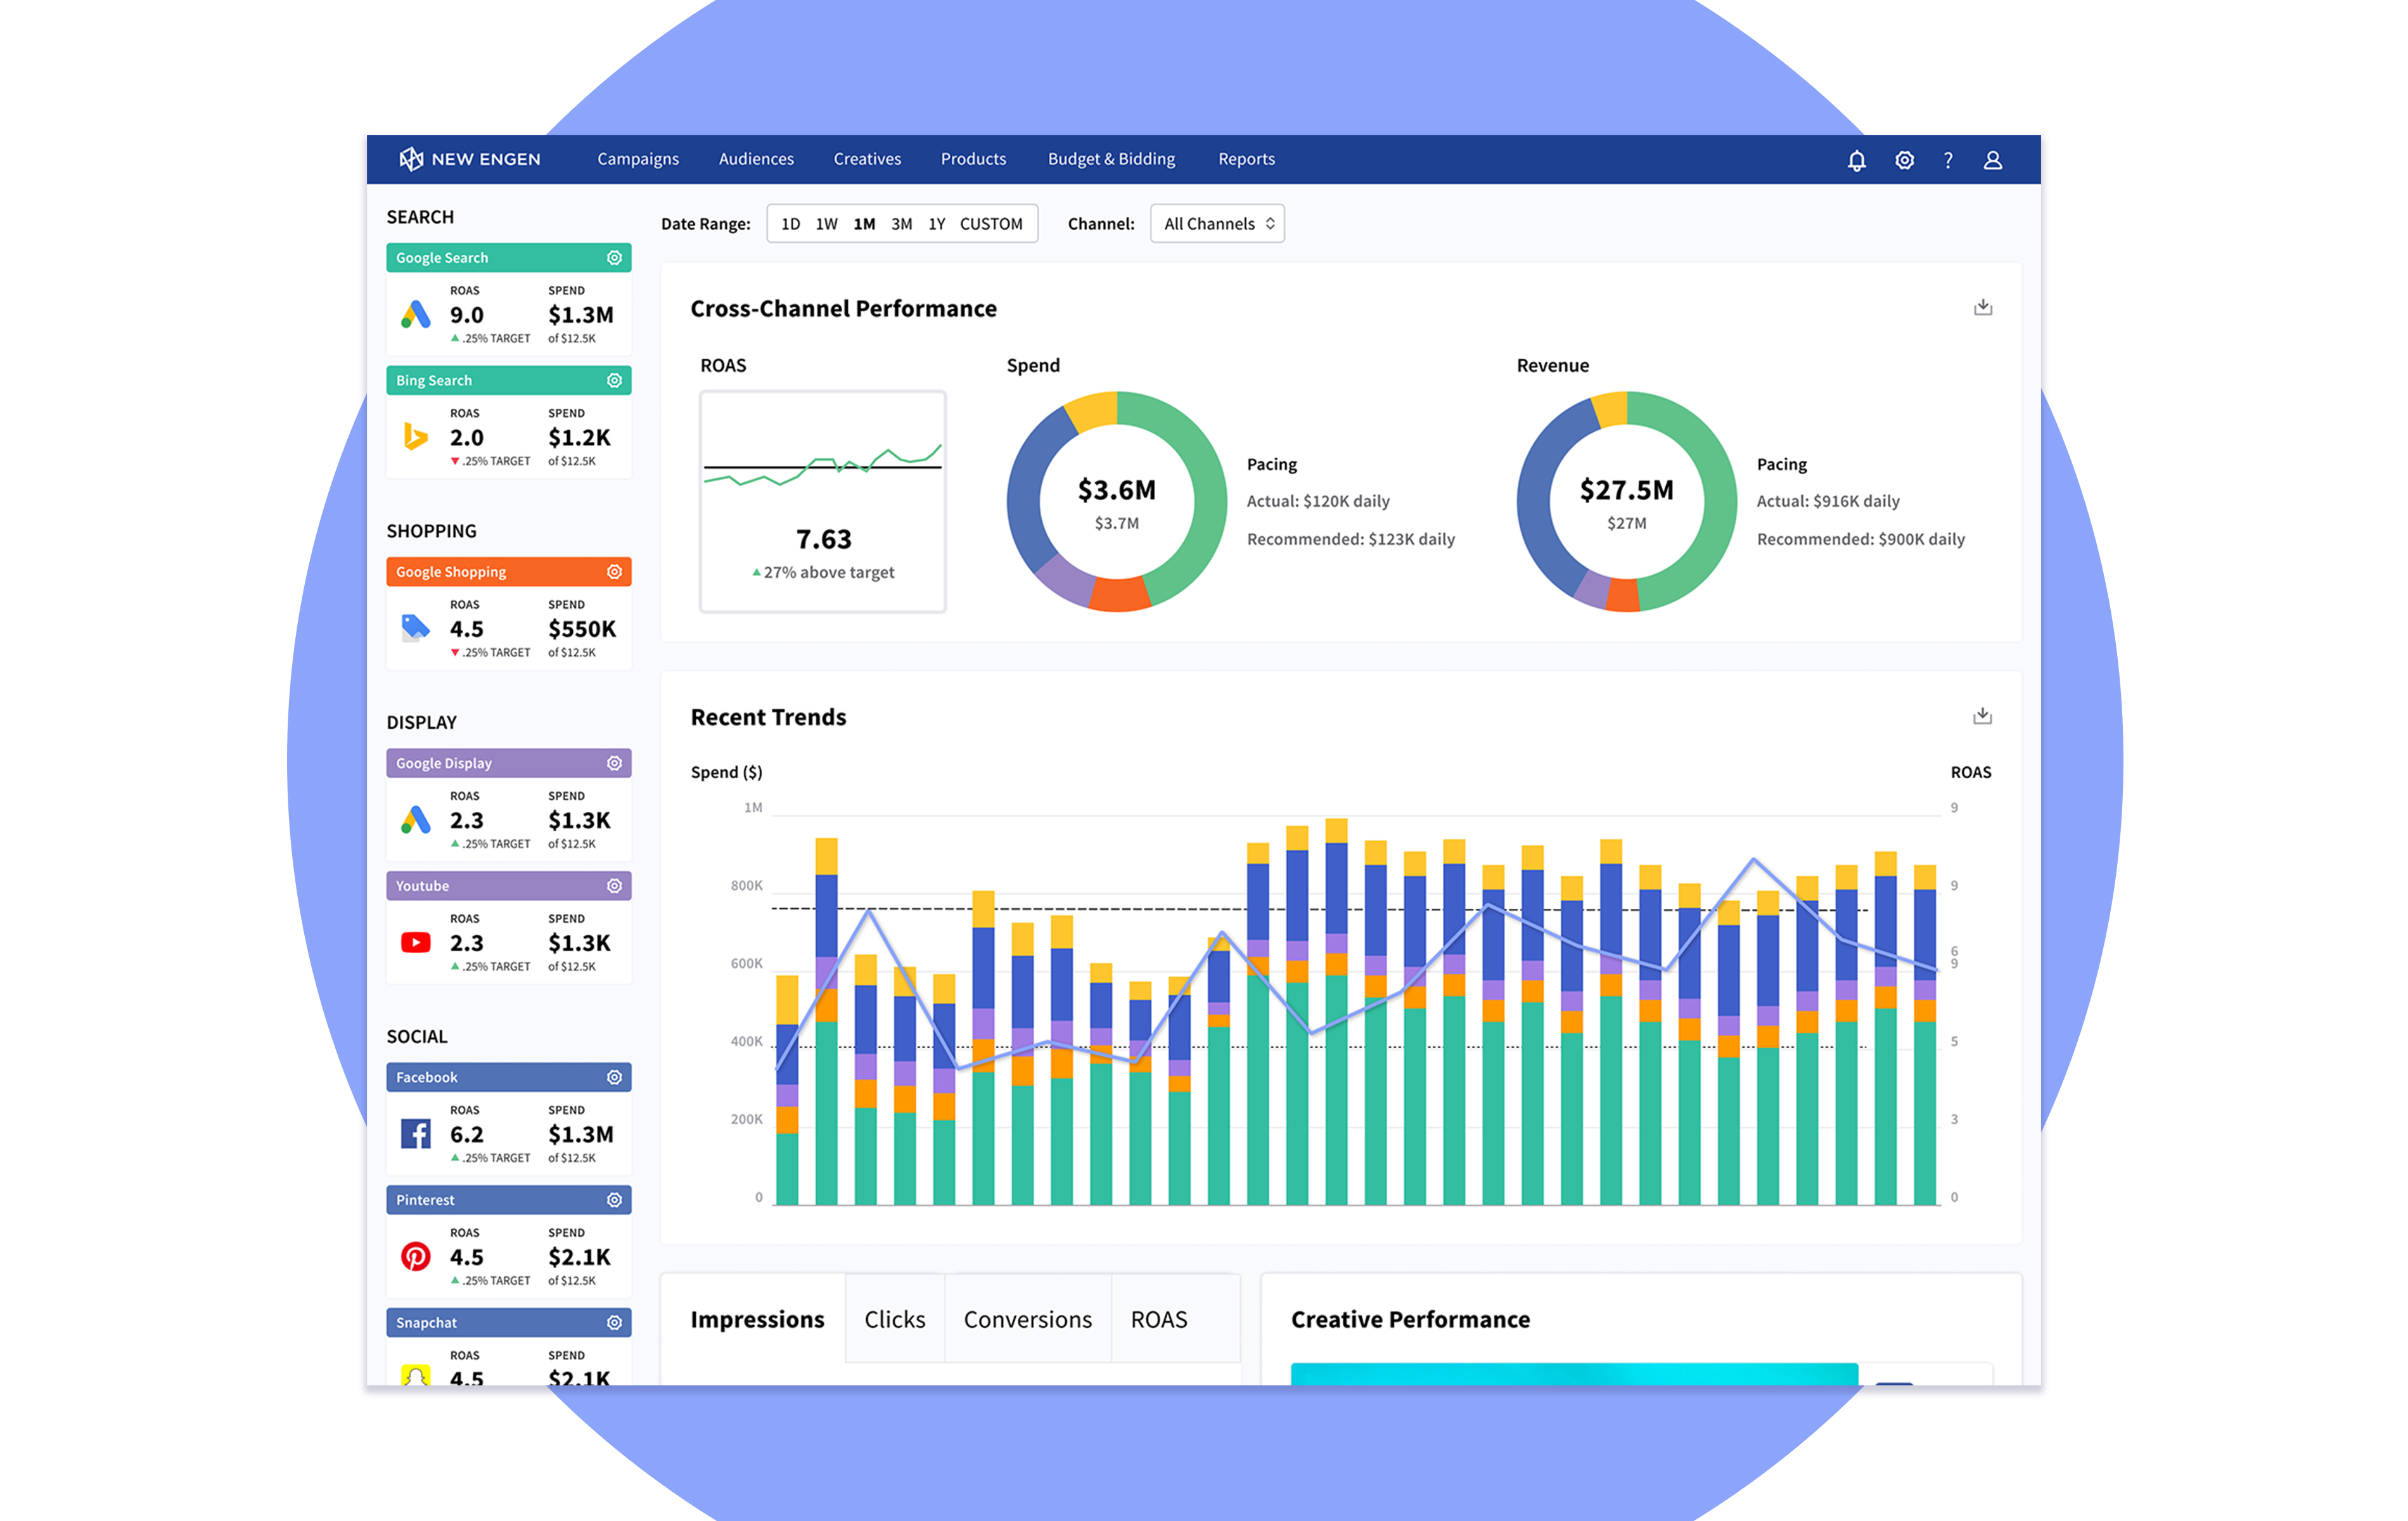 NEW ENGEN Campaigns Audiences Creatives Products Budget & Bidding Reports ?
SEARCH
Google Search
ROAS SPEND
9.0 $1.3M
.25% TARGET of $12.5K
Bing Search
ROAS SPEND
2.0 $1.2K
.25% TARGET of $12.5K
SHOPPING
Google Shopping
ROAS SPEND
4.5 $550K
.25% TARGET of $12.5K
DISPLAY
Google Display
ROAS SPEND
2.3 $1.3K
.25% TARGET of $12.5K
Youtube
ROAS SPEND
2.3 $1.3K
.25% TARGET of $12.5K
SOCIAL
Facebook
ROAS SPEND
6.2 $1.3M
.25% TARGET of $12.5K
Pinterest
ROAS SPEND
4.5 $2.1K
.25% TARGET of $12.5K
Snapchat
ROAS SPEND
4.5 $2.1K
Date Range: 1D 1W 1M 3M 1Y CUSTOM Channel: All Channels
Cross-Channel Performance
ROAS
7.63
27% above target
Spend
$3.6M
$3.7M
Pacing
Actual: $120K daily
Recommended: $123K daily
Revenue
$27.5M
$27M
Pacing
Actual: $916K daily
Recommended: $900K daily
Recent Trends
Spend ($) ROAS
1M 9
800K 9
6
600K 9
400K 5
200K 3
0 0
Impressions Clicks Conversions ROAS
Creative Performance